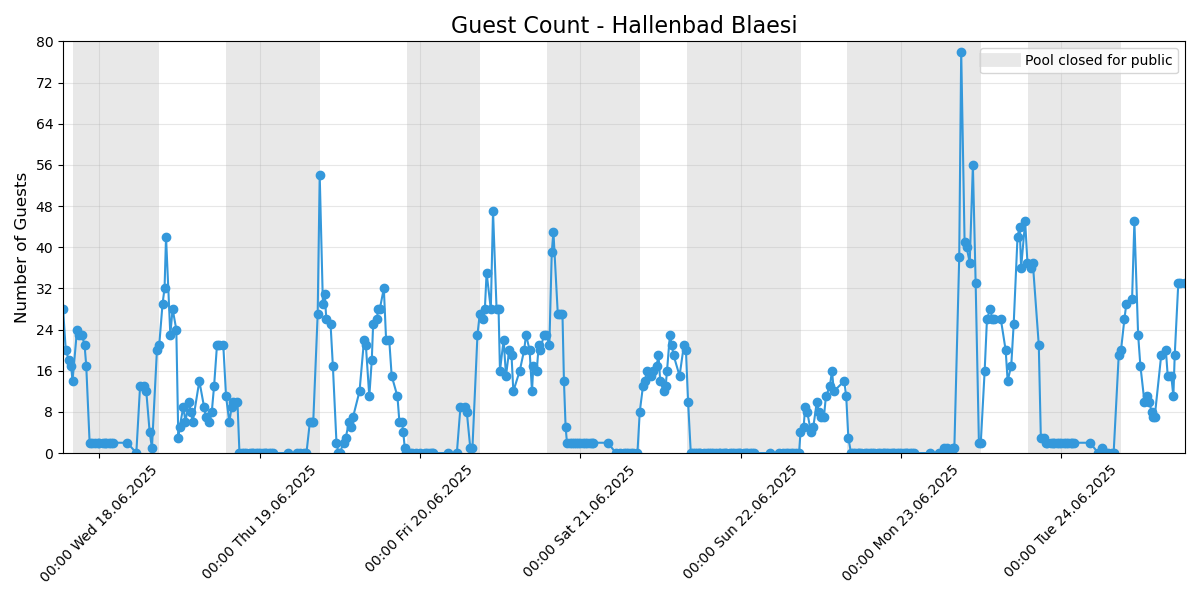 Guest Count - Hallenbad Blaesi
Pool closed for public
Number of Guests
80
72
64
56
48
40
32
24
16
8
0
00:00 Wed 18.06.2025
00:00 Thu 19.06.2025
00:00 Fri 20.06.2025
00:00 Sat 21.06.2025
00:00 Sun 22.06.2025
00:00 Mon 23.06.2025
00:00 Tue 24.06.2025